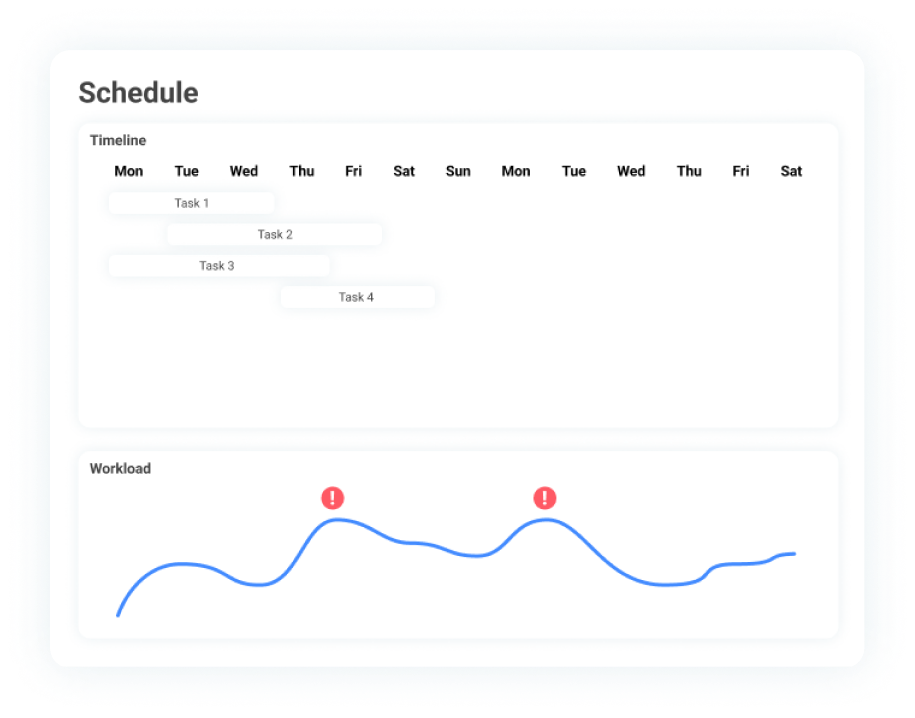 Schedule
Timeline
Mon Tue Wed Thu Fri Sat Sun Mon Tue Wed Thu Fri Sat
Task 1
Task 2
Task 3
Task 4
Workload
! !